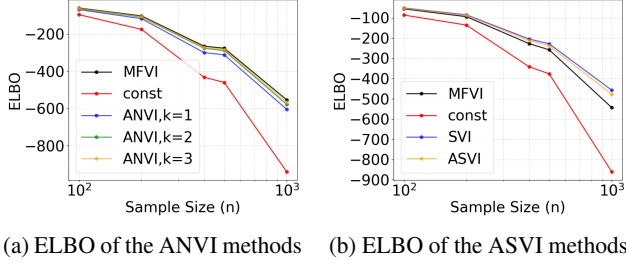 −200
−400
−600
−800
ELBO
MFVI
const
ANVI,k=1
ANVI,k=2
ANVI,k=3
10²
10³
Sample Size (n)
(a) ELBO of the ANVI methods
−100
−200
−300
−400
−500
−600
−700
−800
−900
ELBO
MFVI
const
SVI
ASVI
10²
10³
Sample Size (n)
(b) ELBO of the ASVI methods